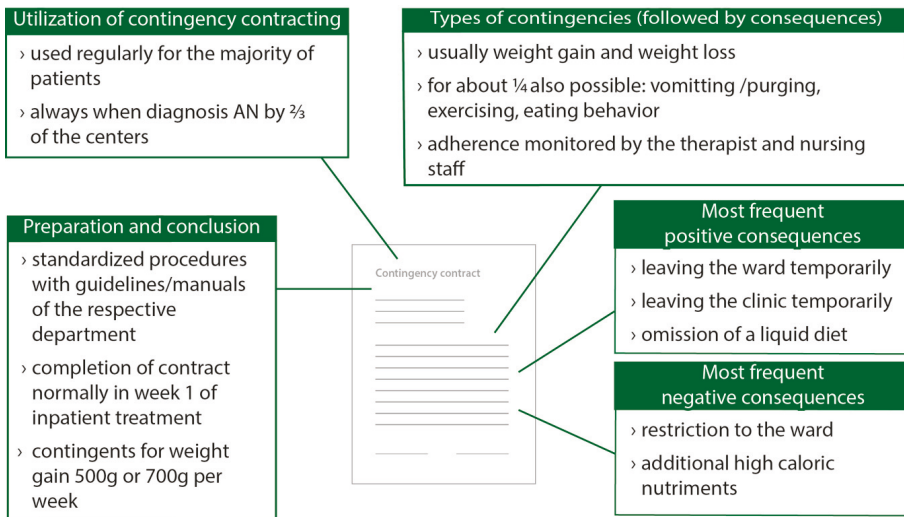 Utilization of contingency contracting
› used regularly for the majority of
patients
› always when diagnosis AN by ⅔
of the centers
Types of contingencies (followed by consequences)
› usually weight gain and weight loss
› for about ¼ also possible: vomitting /purging,
exercising, eating behavior
› adherence monitored by the therapist and nursing
staff
Preparation and conclusion
› standardized procedures
with guidelines/manuals
of the respective
department
› completion of contract
normally in week 1 of
inpatient treatment
› contingents for weight
gain 500g or 700g per
week
Contingency contract
Most frequent
positive consequences
› leaving the ward temporarily
› leaving the clinic temporarily
› omission of a liquid diet
Most frequent
negative consequences
› restriction to the ward
› additional high caloric
nutriments